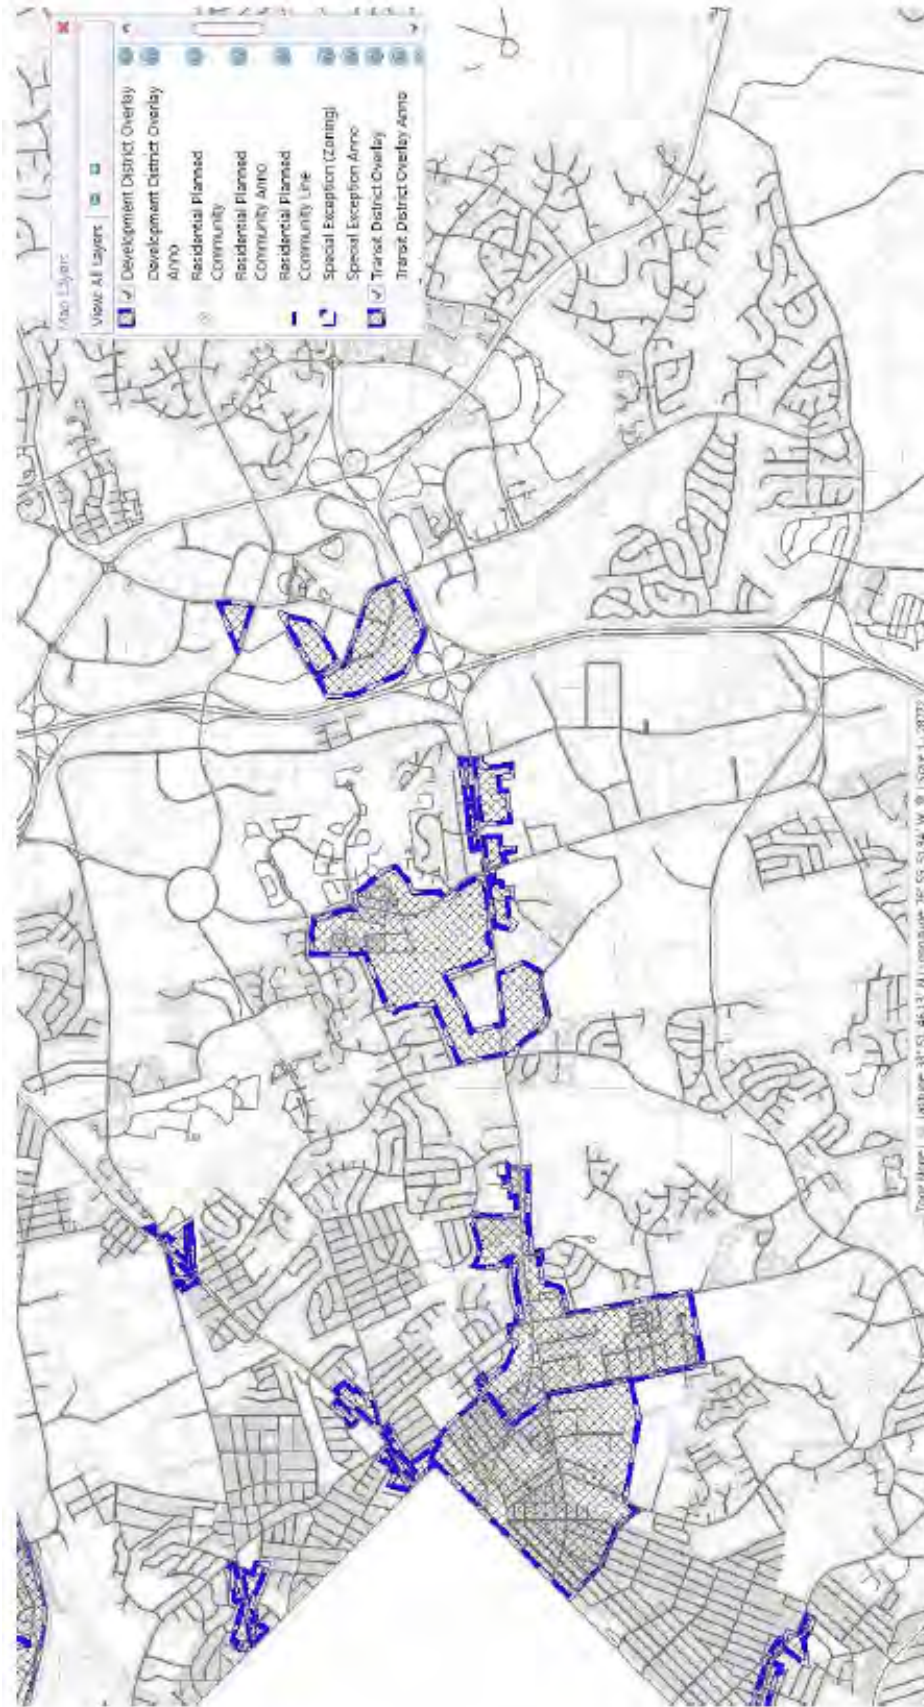 Map Layers
View: All Layers
Development District Overlay
Development District Overlay
Anno
Residential Planned
Community
Residential Planned
Community Anno
Residential Planned
Community Line
Special Exception (Zoning)
Special Exception Anno
Transit District Overlay
Transit District Overlay Anno